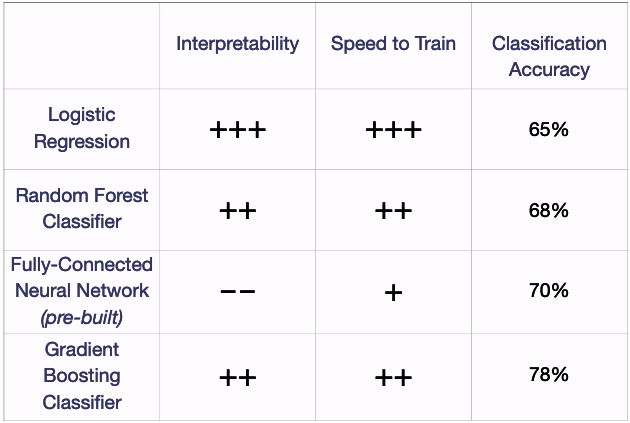 Interpretability
Speed to Train
Classification
Accuracy
Logistic
Regression
+++
+++
65%
Random Forest
Classifier
++
++
68%
Fully-Connected
Neural Network
(pre-built)
--
+
70%
Gradient
Boosting
Classifier
++
++
78%